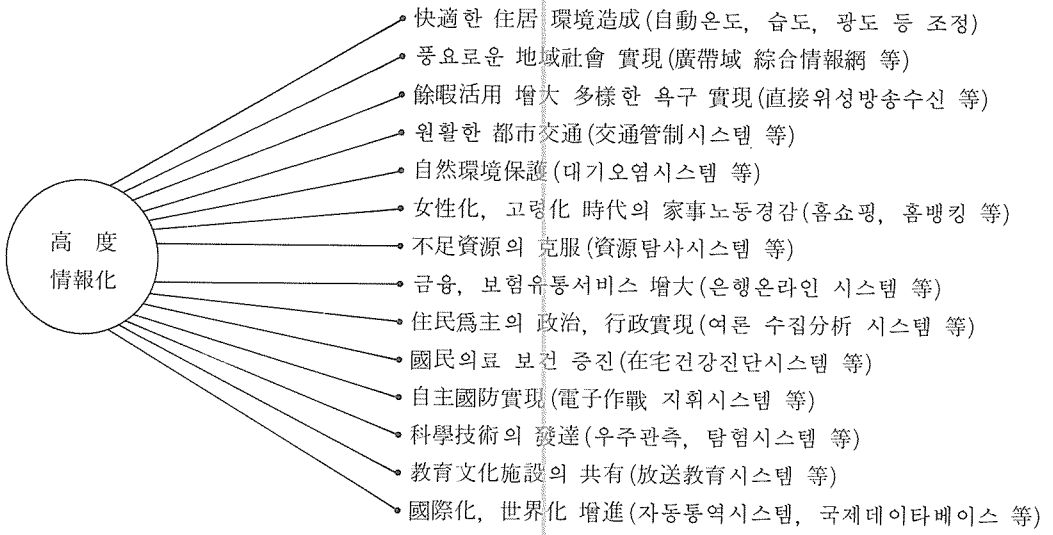 高 度
情報化
快適한 住居 環境造成(自動온도, 습도, 광도 등 조정)
풍요로운 地域社會 實現(廣帶域 綜合情報網 等)
餘暇活用 增大 多樣한 욕구 實現(直接위성방송수신 等)
원활한 都市交通(交通管制시스템 等)
自然環境保護(대기오염시스템 等)
女性化, 고령化 時代의 家事노동경감(홈쇼핑, 홈뱅킹 等)
不足資源의 克服(資源탐사시스템 等)
금융, 보험유통서비스 增大(은행온라인 시스템 等)
住民爲主의 政治, 行政實現(여론 수집分析 시스템 等)
國民의료 보건 증진(在宅건강진단시스템 等)
自主國防實現(電子作戰 지휘시스템 等)
科學技術의 發達(우주관측, 탐험시스템 等)
教育文化施設의 共有(放送教育시스템 等)
國際化, 世界化 增進(자동통역시스템, 국제데이타베이스 等)